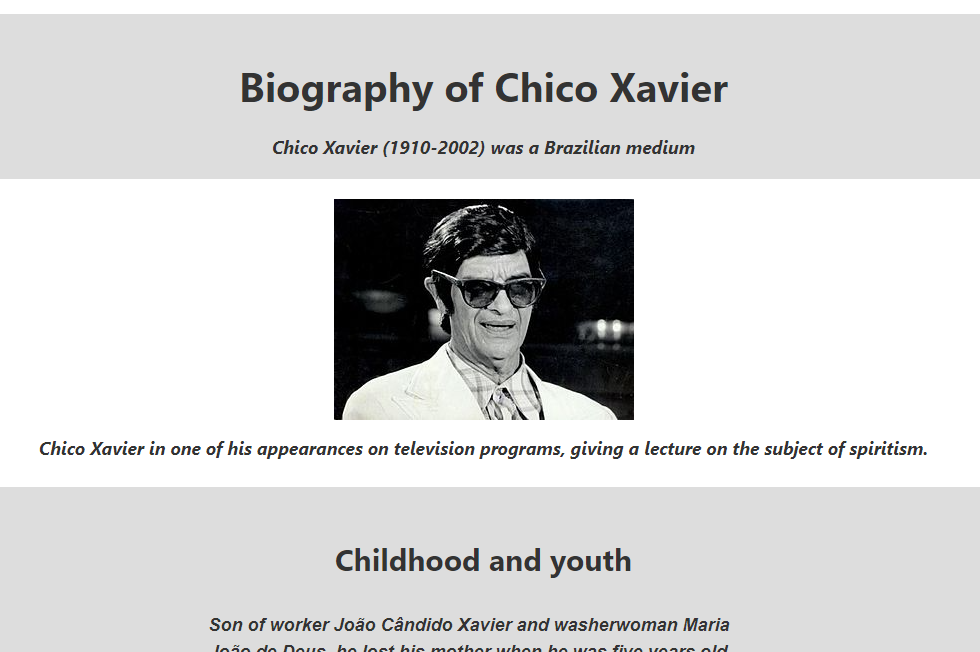 Biography of Chico Xavier
Chico Xavier (1910-2002) was a Brazilian medium
Chico Xavier in one of his appearances on television programs, giving a lecture on the subject of spiritism.
Childhood and youth
Son of worker João Cândido Xavier and washerwoman Maria
João de Deus, he lost his mother when he was five years old.